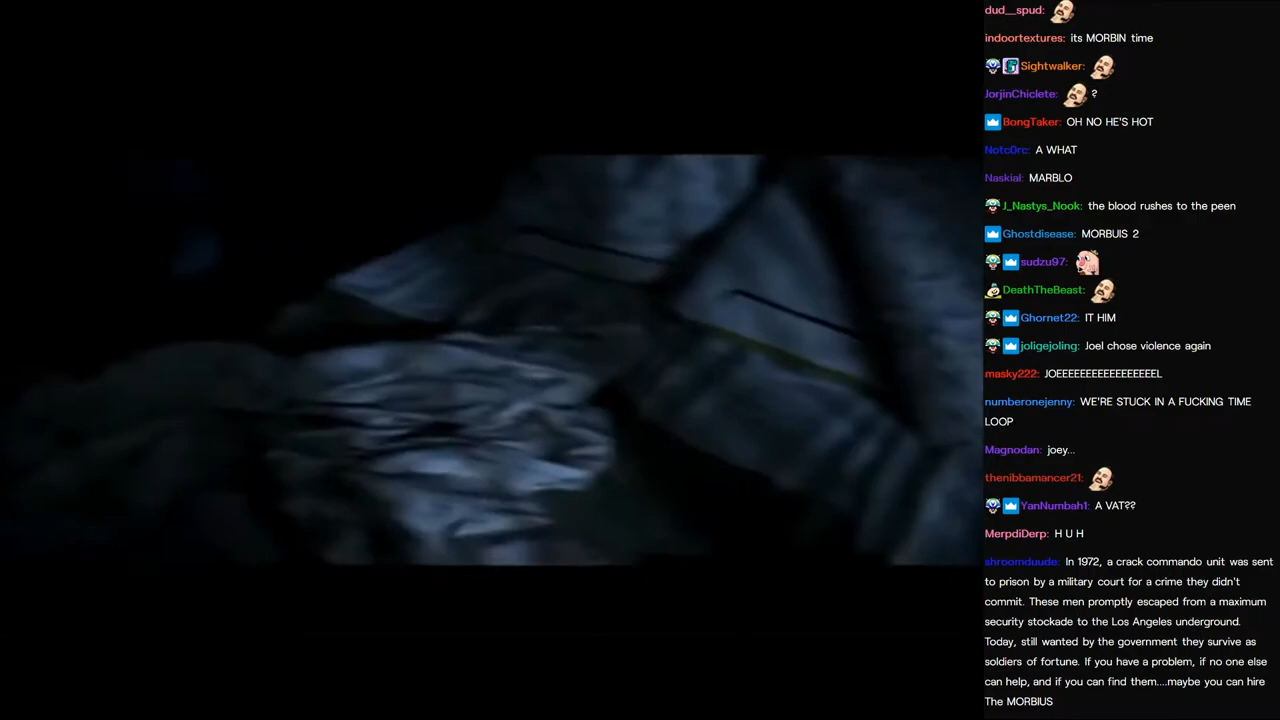 dud__spud:
indoortextures: its MORBIN time
Sightwalker:
JorjinChiclete: ?
BongTaker: OH NO HE'S HOT
Notc0rc: A WHAT
Naskial: MARBLO
J_Nastys_Nook: the blood rushes to the peen
Ghostdisease: MORBUIS 2
sudzu97:
DeathTheBeast:
Ghornet22: IT HIM
joligejoling: Joel chose violence again
masky222: JOEEEEEEEEEEEEEEEEEL
numberonejenny: WE'RE STUCK IN A FUCKING TIME
LOOP
Magnodan: joey...
thenibbamancer21:
YanNumbah1: A VAT??
MerpdiDerp: H U H
shroomduude: In 1972, a crack commando unit was sent
to prison by a military court for a crime they didn't
commit. These men promptly escaped from a maximum
security stockade to the Los Angeles underground.
Today, still wanted by the government they survive as
soldiers of fortune. If you have a problem, if no one else
can help, and if you can find them....maybe you can hire
The MORBIUS